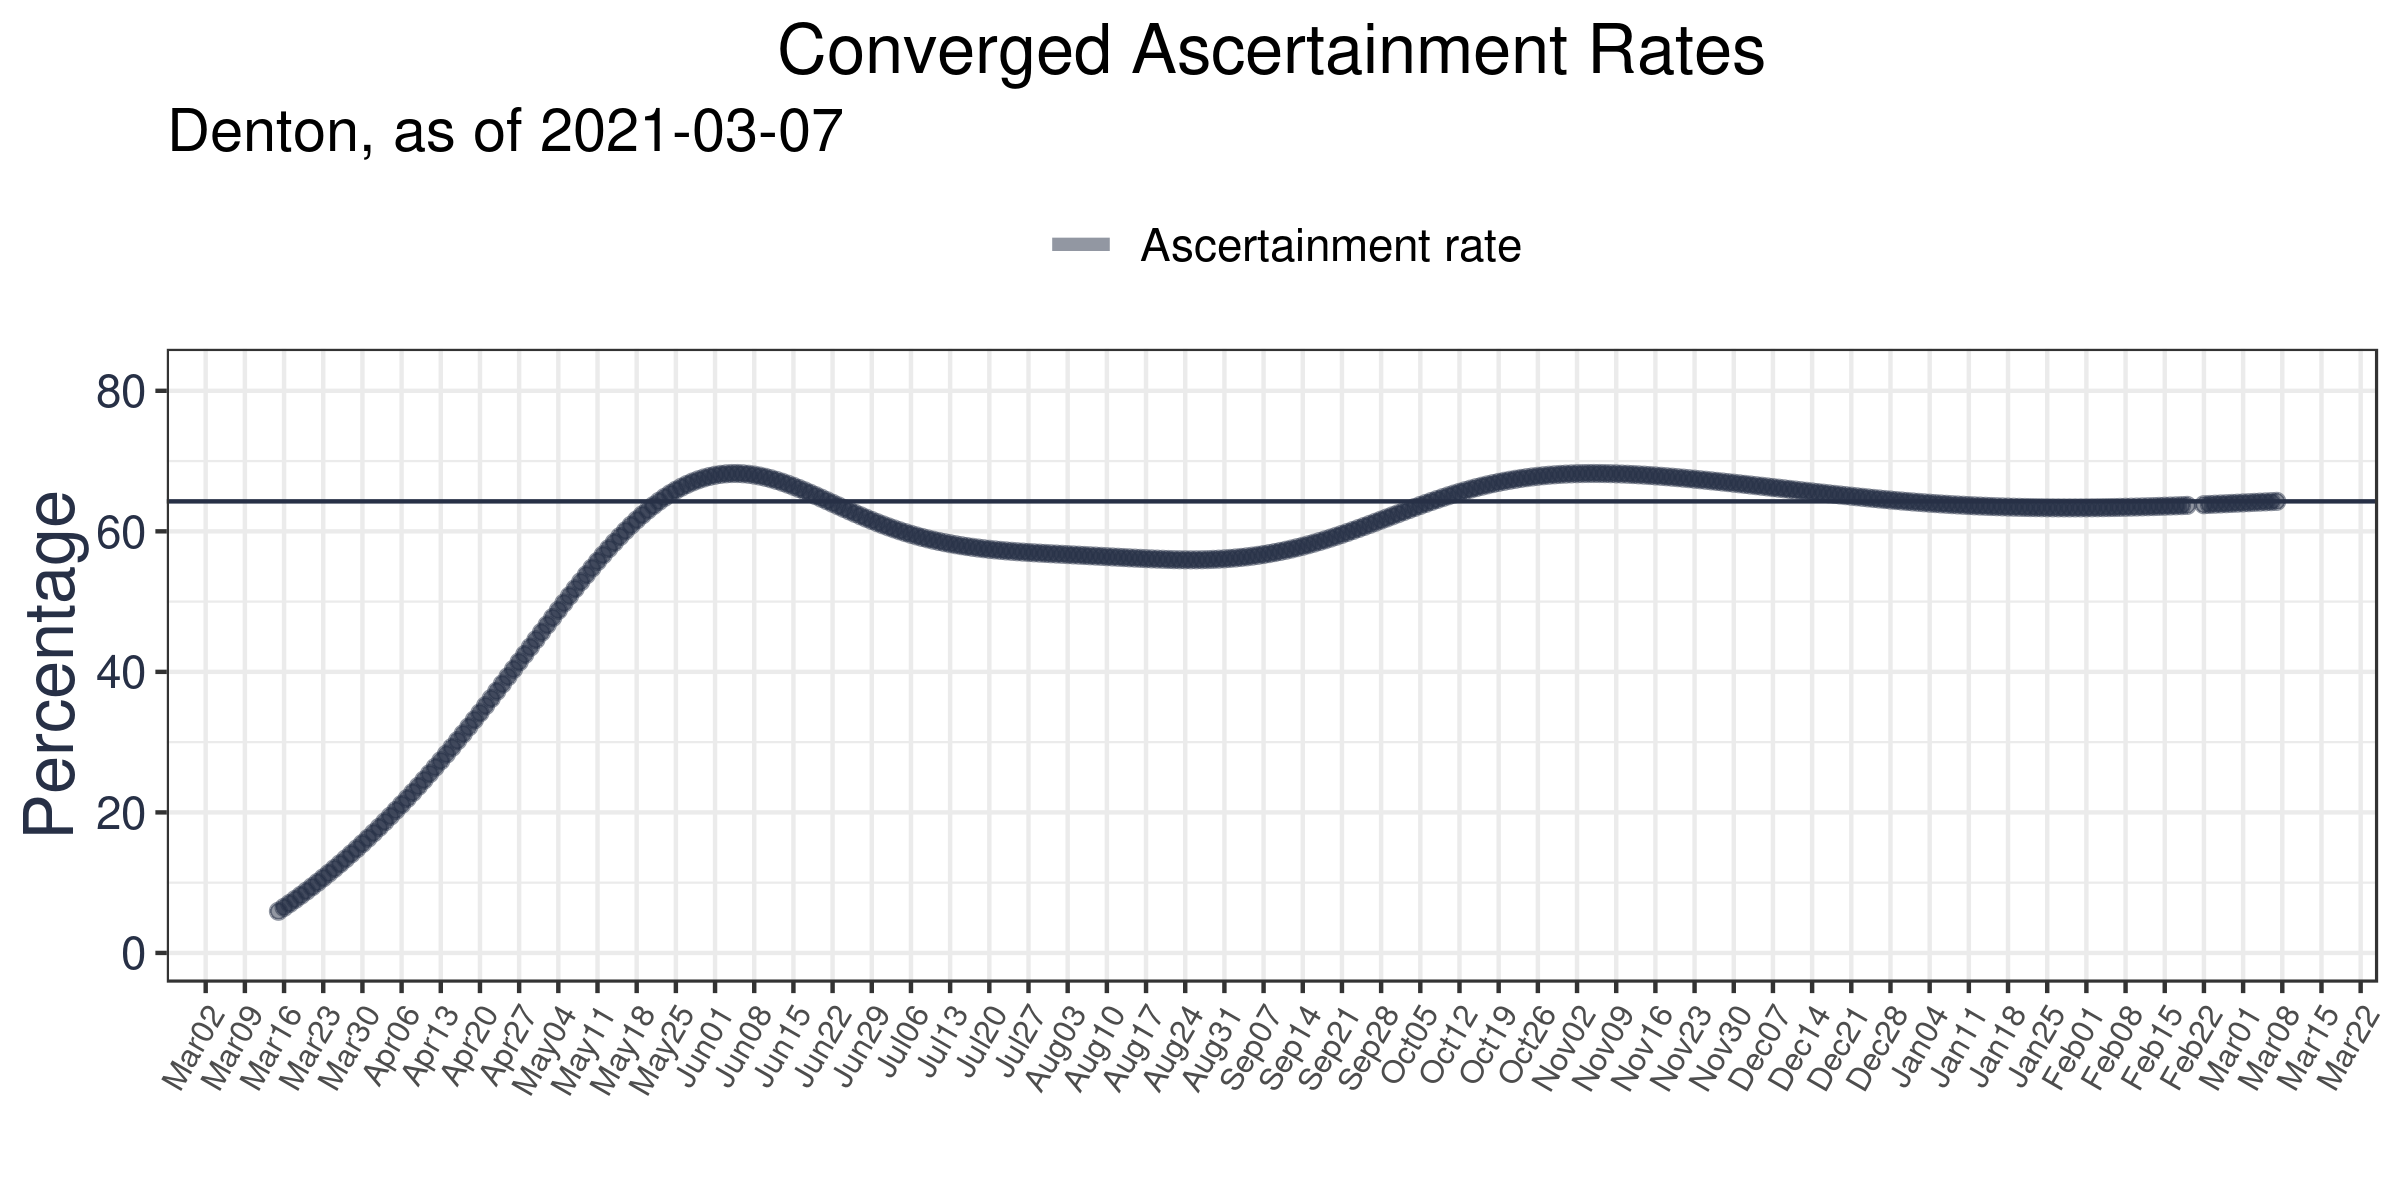 Converged Ascertainment Rates
Denton, as of 2021-03-07
Ascertainment rate
Percentage
80
60
40
20
0
Mar02 Mar09 Mar16 Mar23 Mar30 Apr06 Apr13 Apr20 Apr27 May04 May11 May18 May25 Jun01 Jun08 Jun15 Jun22 Jun29 Jul06 Jul13 Jul20 Jul27 Aug03 Aug10 Aug17 Aug24 Aug31 Sep07 Sep14 Sep21 Sep28 Oct05 Oct12 Oct19 Oct26 Nov02 Nov09 Nov16 Nov23 Nov30 Dec07 Dec14 Dec21 Dec28 Jan04 Jan11 Jan18 Jan25 Feb01 Feb08 Feb15 Feb22 Mar01 Mar08 Mar15 Mar22